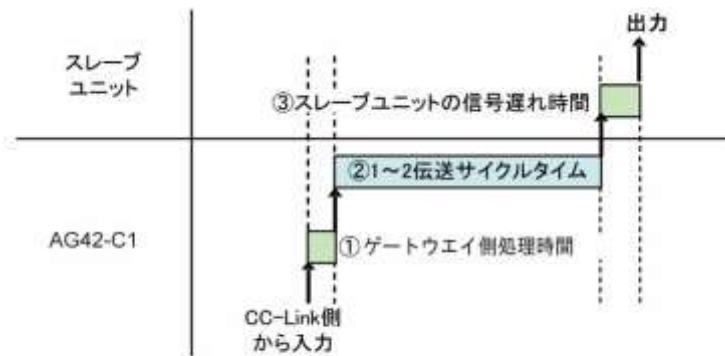 出力
スレーブ
ユニット
③スレーブユニットの信号遅れ時間
②1～2伝送サイクルタイム
AG42-C1
①ゲートウエイ側処理時間
CC-Link側
から入力